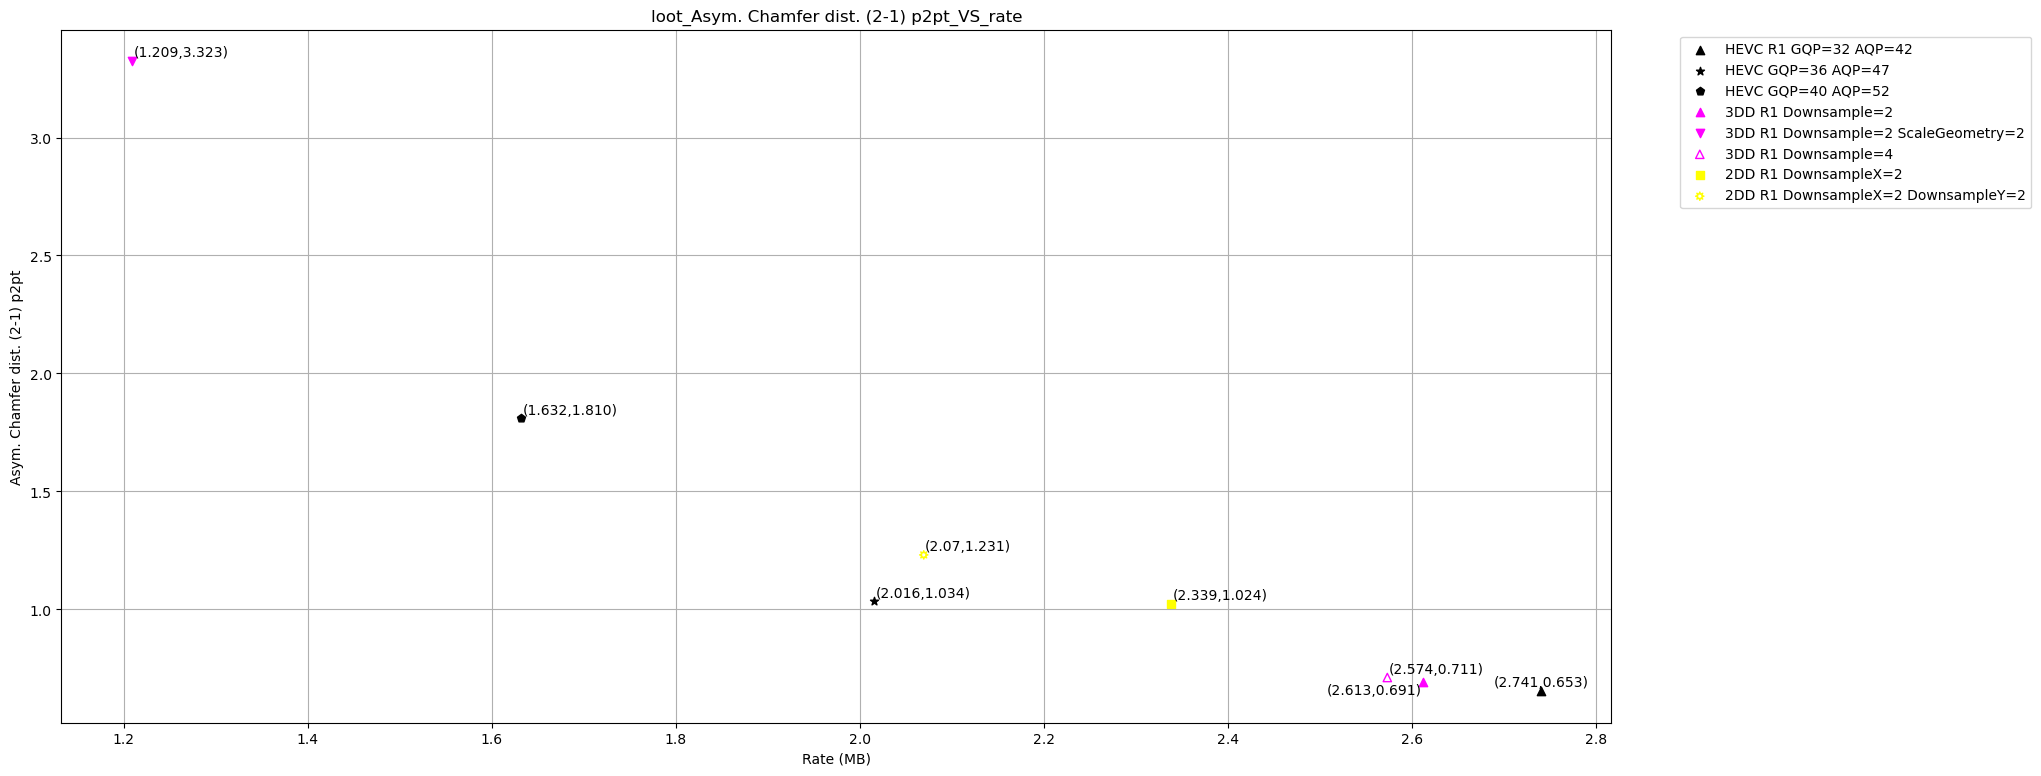 loot_Asym. Chamfer dist. (2-1) p2pt_VS_rate
(1.209,3.323)
(1.632,1.810)
(2.07,1.231)
(2.016,1.034)
(2.339,1.024)
(2.574,0.711)
(2.613,0.691)
(2.741,0.653)
3.0
2.5
2.0
1.5
1.0
Asym. Chamfer dist. (2-1) p2pt
1.2 1.4 1.6 1.8 2.0 2.2 2.4 2.6 2.8
Rate (MB)
HEVC R1 GQP=32 AQP=42
HEVC GQP=36 AQP=47
HEVC GQP=40 AQP=52
3DD R1 Downsample=2
3DD R1 Downsample=2 ScaleGeometry=2
3DD R1 Downsample=4
2DD R1 DownsampleX=2
2DD R1 DownsampleX=2 DownsampleY=2